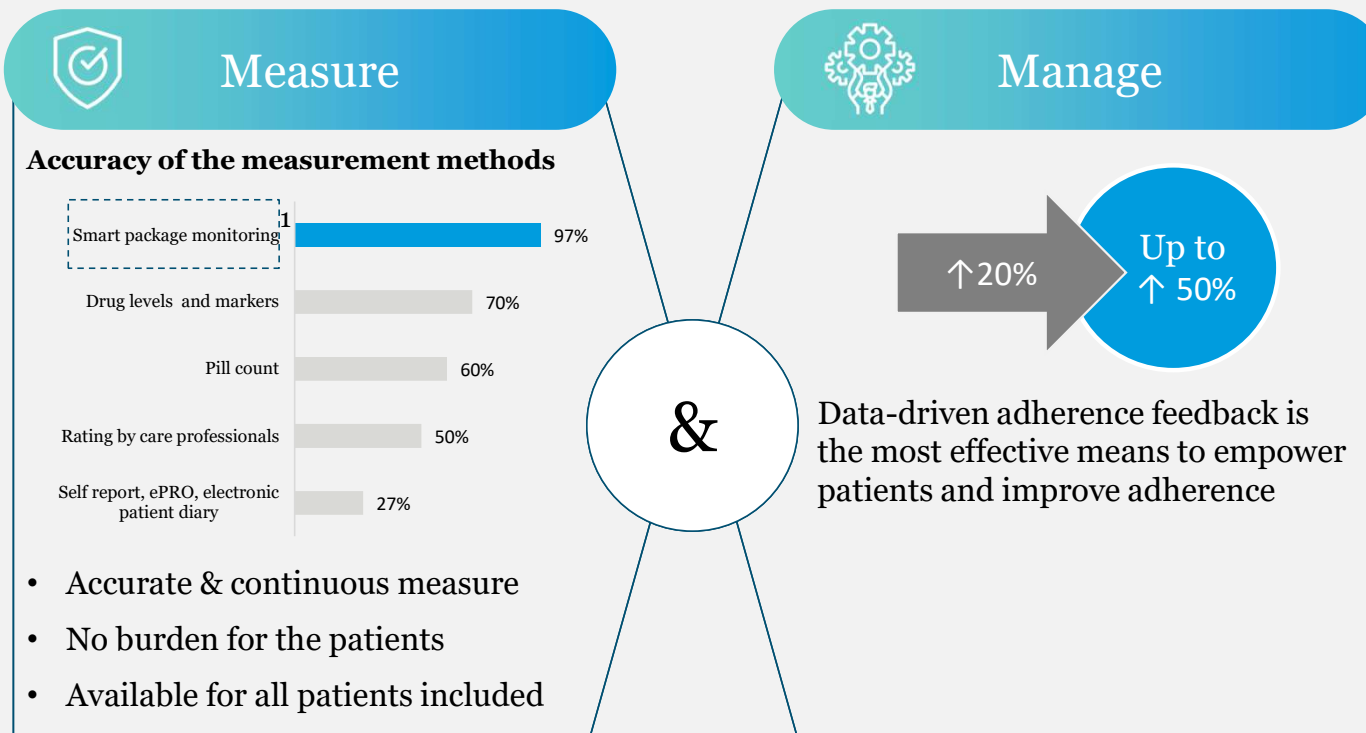 Measure
Accuracy of the measurement methods
Smart package monitoring 1
97%
Drug levels and markers
70%
Pill count
60%
Rating by care professionals
50%
Self report, ePRO, electronic
patient diary
27%
• Accurate & continuous measure
• No burden for the patients
• Available for all patients included
&
Manage
↑20%
Up to
↑ 50%
Data-driven adherence feedback is
the most effective means to empower
patients and improve adherence